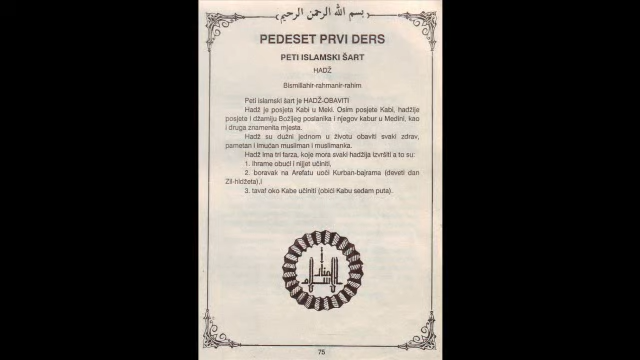 بسم الله الرحمن الرحيم
PEDESET PRVI DERS
PETI ISLAMSKI ŠART
HADŽ
Bismillahir-rahmanir-rahim
Peti islamski šart je HADŽ-OBAVITI
Hadž je posjeta Kabi u Meki. Osim posjete Kabi, hadžije
posjete i džamiju Božijeg poslanika i njegov kabur u Medini, kao
i druga znamenita mjesta.
Hadž su dužni jednom u životu obaviti svaki zdrav,
pametan i imućan musliman i muslimanka.
Hadž ima tri farza, koje mora svaki hadžija izvršiti a to su:
1. ihrame obući i nijjet učiniti,
2. boravak na Arefatu uoči Kurban-bajrama (deveti dan
Zil-hidžeta),i
3. tavaf oko Kabe učiniti (obići Kabu sedam puta).
75